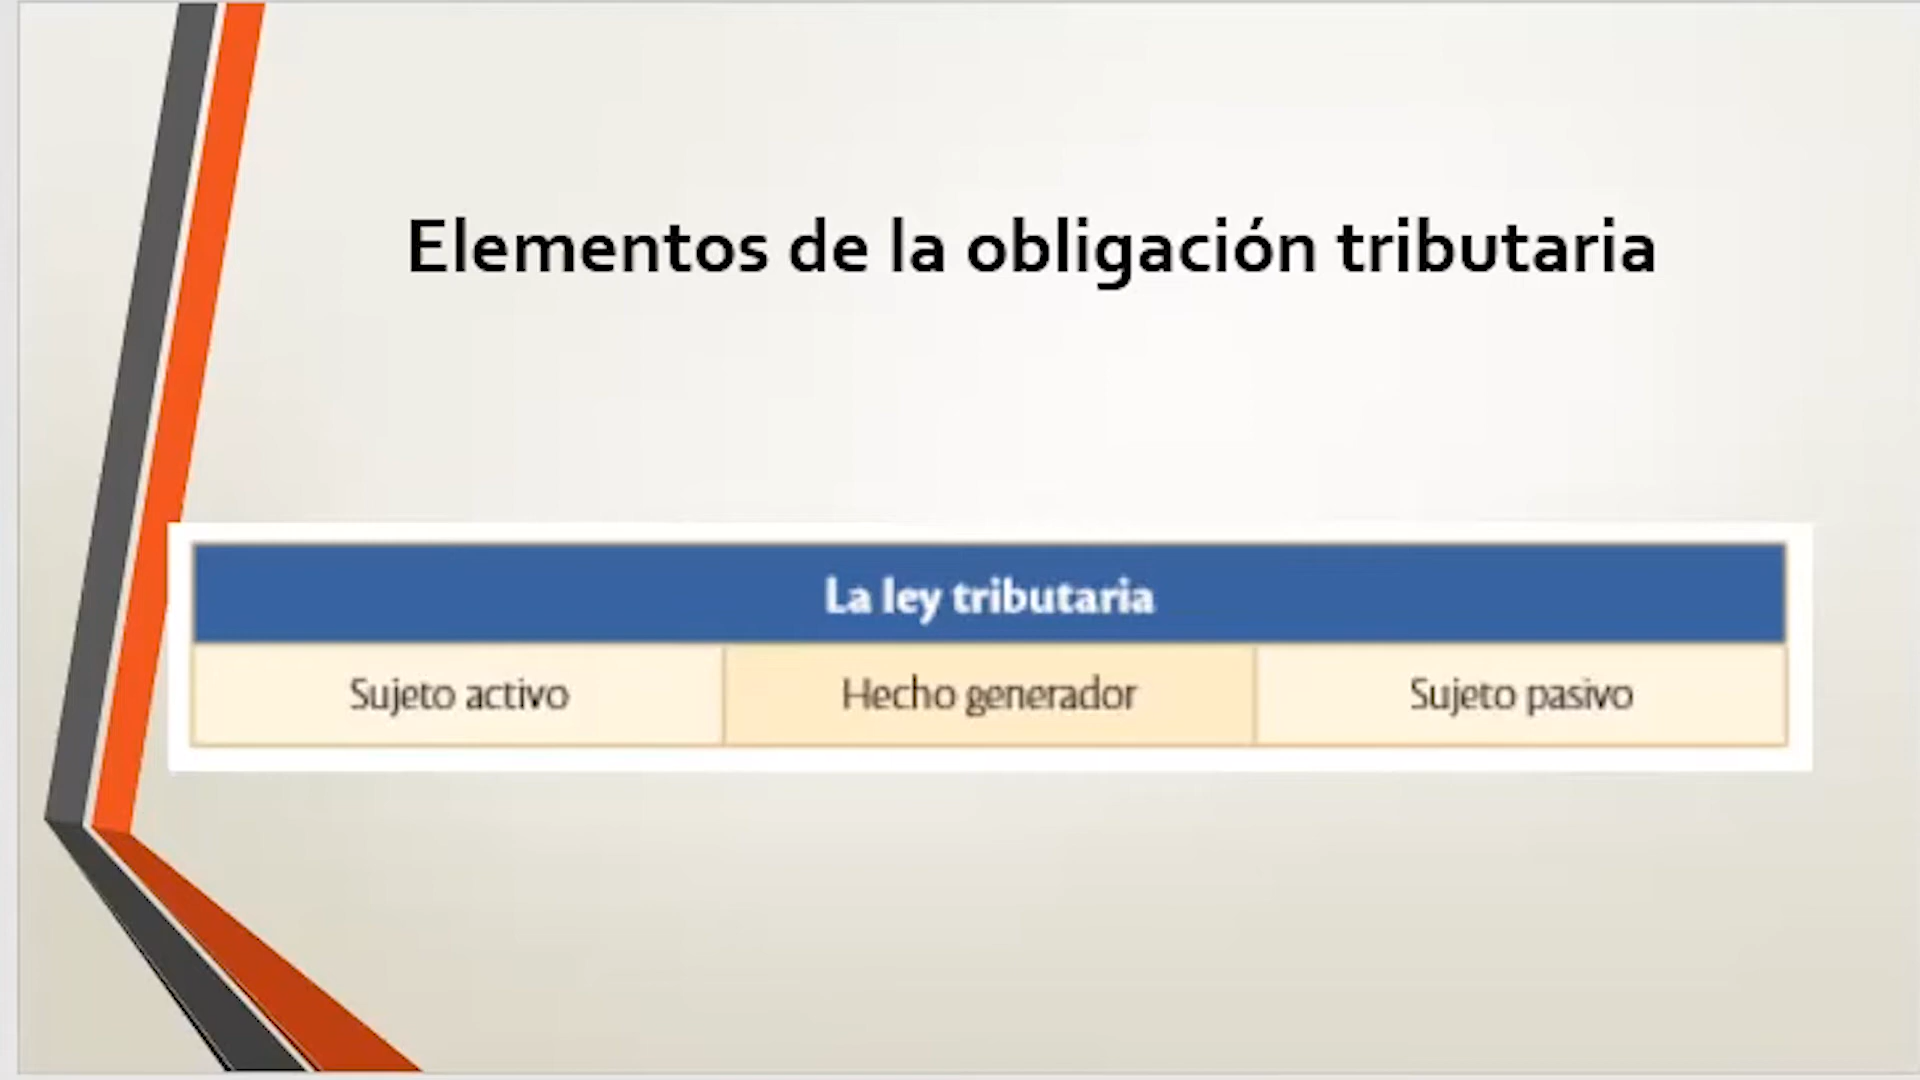 Elementos de la obligación tributaria
La ley tributaria
Sujeto activo
Hecho generador
Sujeto pasivo